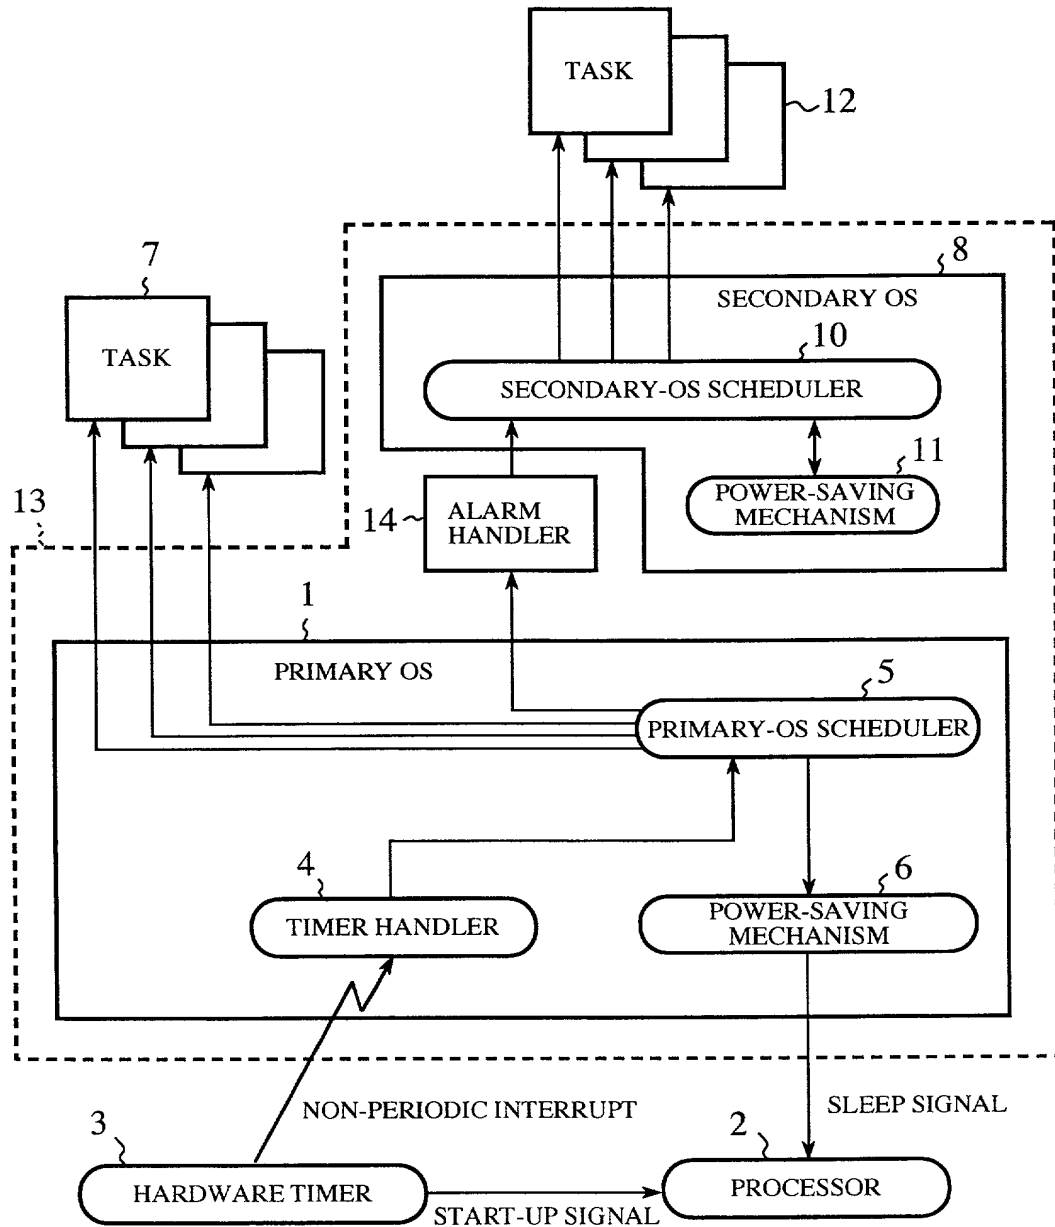 TASK
12
7
8
SECONDARY OS
TASK
10
SECONDARY-OS SCHEDULER
11
13
14
ALARM
HANDLER
POWER-SAVING
MECHANISM
1
PRIMARY OS
5
PRIMARY-OS SCHEDULER
4
6
TIMER HANDLER
POWER-SAVING
MECHANISM
NON-PERIODIC INTERRUPT
SLEEP SIGNAL
3
2
HARDWARE TIMER
PROCESSOR
START-UP SIGNAL